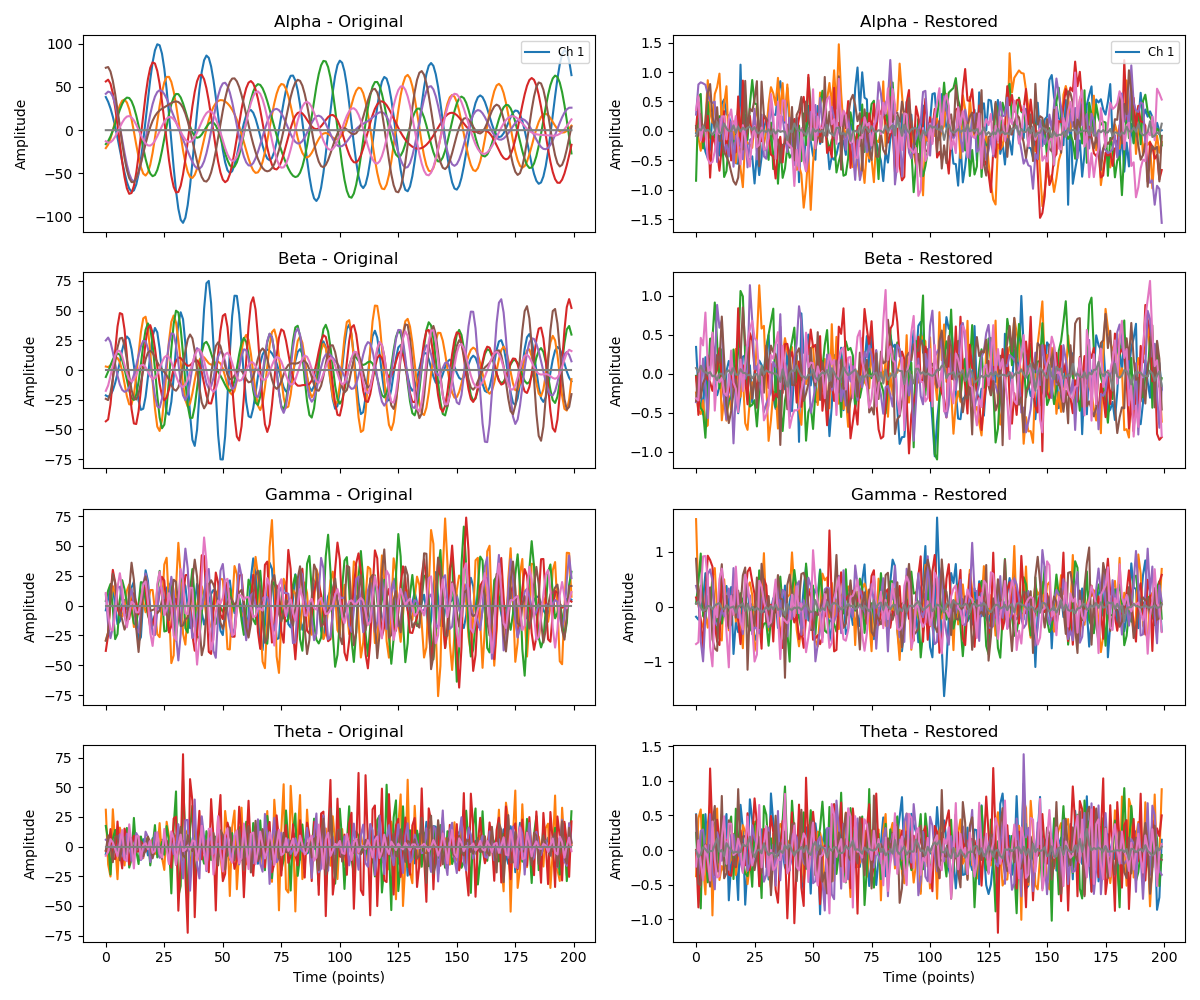 Alpha - Original
Alpha - Restored
Amplitude
100
50
0
−50
−100
Ch 1
Amplitude
1.5
1.0
0.5
0.0
−0.5
−1.0
−1.5
Ch 1
Beta - Original
Beta - Restored
Amplitude
75
50
25
0
−25
−50
−75
Amplitude
1.0
0.5
0.0
−0.5
−1.0
Gamma - Original
Gamma - Restored
Amplitude
75
50
25
0
−25
−50
−75
Amplitude
1
0
−1
Theta - Original
Theta - Restored
Amplitude
75
50
25
0
−25
−50
−75
0 25 50 75 100 125 150 175 200
Time (points)
Amplitude
1.5
1.0
0.5
0.0
−0.5
−1.0
0 25 50 75 100 125 150 175 200
Time (points)